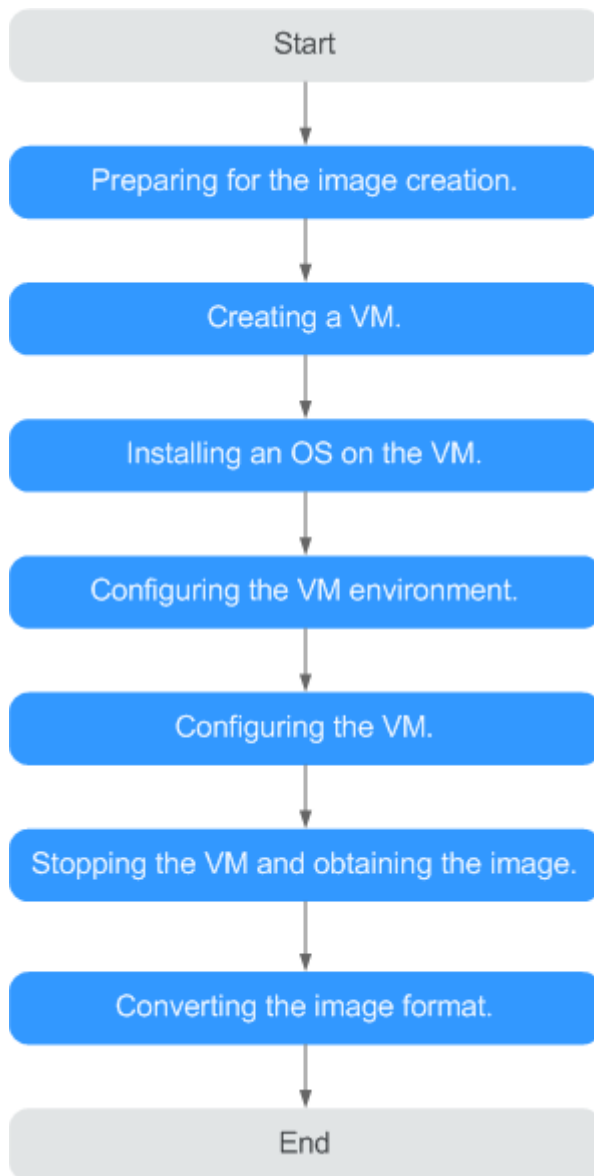 Start
Preparing for the image creation.
Creating a VM.
Installing an OS on the VM.
Configuring the VM environment.
Configuring the VM.
Stopping the VM and obtaining the image.
Converting the image format.
End